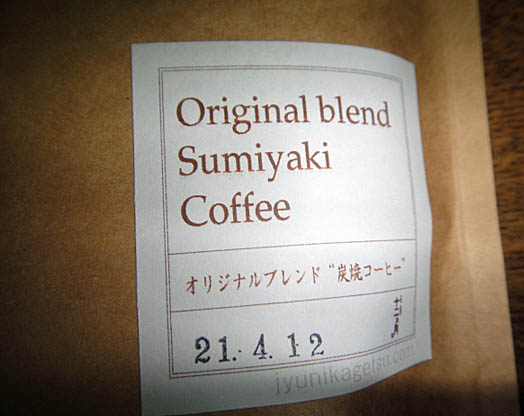 Original blend
Sumiyaki
Coffee
オリジナルブレンド “炭焼コーヒー”
21. 4. 12
jyunikagetsu.com